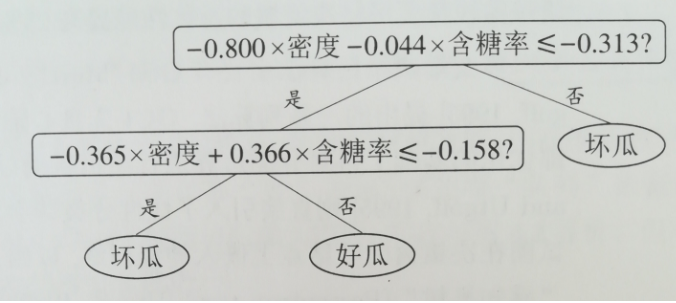 -0.800×密度-0.044×含糖率≤-0.313?
是
否
-0.365×密度+0.366×含糖率≤-0.158?
坏瓜
是
否
坏瓜
好瓜